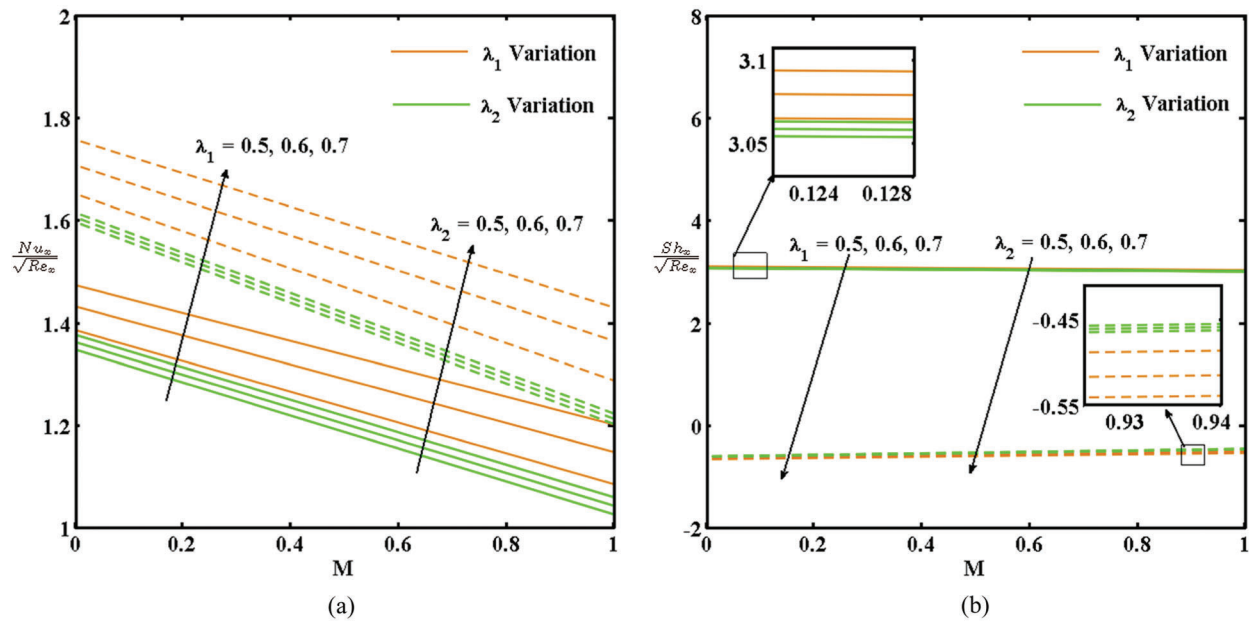 2
1.8
1.6
1.4
1.2
1
0
0.2
0.4
0.6
0.8
1
M
Nuₓ
√Reₓ
λ₁ Variation
λ₂ Variation
λ₁ = 0.5, 0.6, 0.7
λ₂ = 0.5, 0.6, 0.7
(a)
8
6
4
2
0
-2
0
0.2
0.4
0.6
0.8
1
M
Shₓ
√Reₓ
λ₁ Variation
λ₂ Variation
3.1
3.05
0.124 0.128
λ₁ = 0.5, 0.6, 0.7
λ₂ = 0.5, 0.6, 0.7
-0.45
-0.55
0.93 0.94
(b)